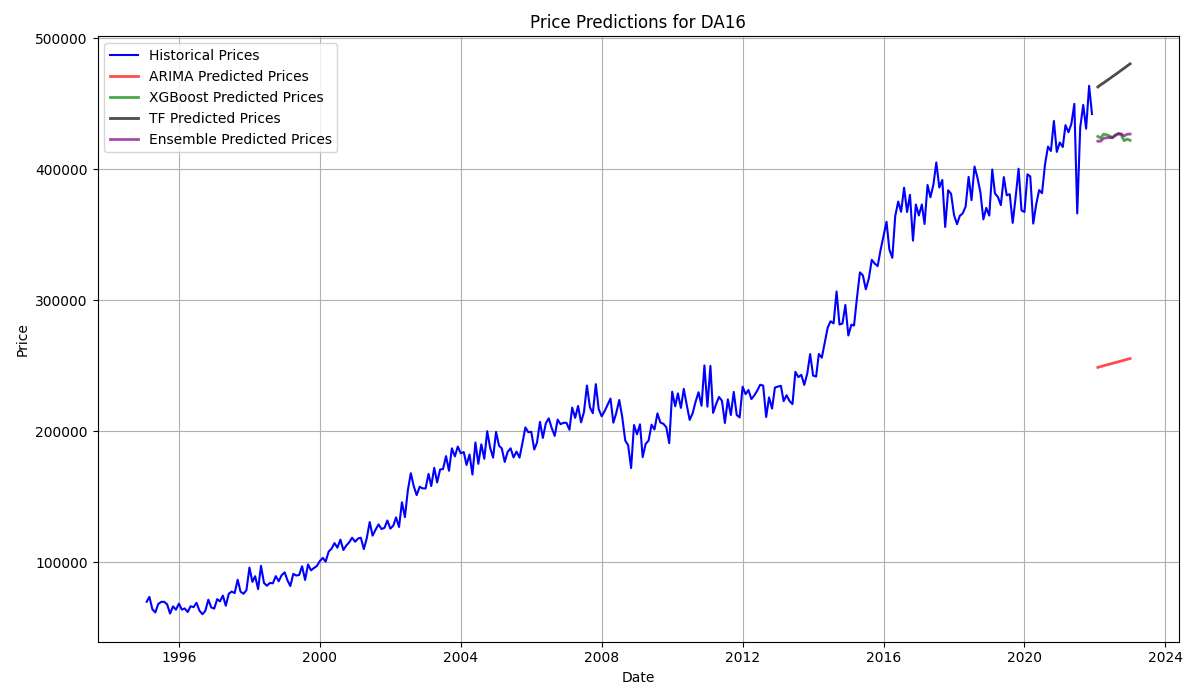 Price Predictions for DA16
Historical Prices
ARIMA Predicted Prices
XGBoost Predicted Prices
TF Predicted Prices
Ensemble Predicted Prices
500000
400000
300000
200000
100000
Price
1996 2000 2004 2008 2012 2016 2020 2024
Date